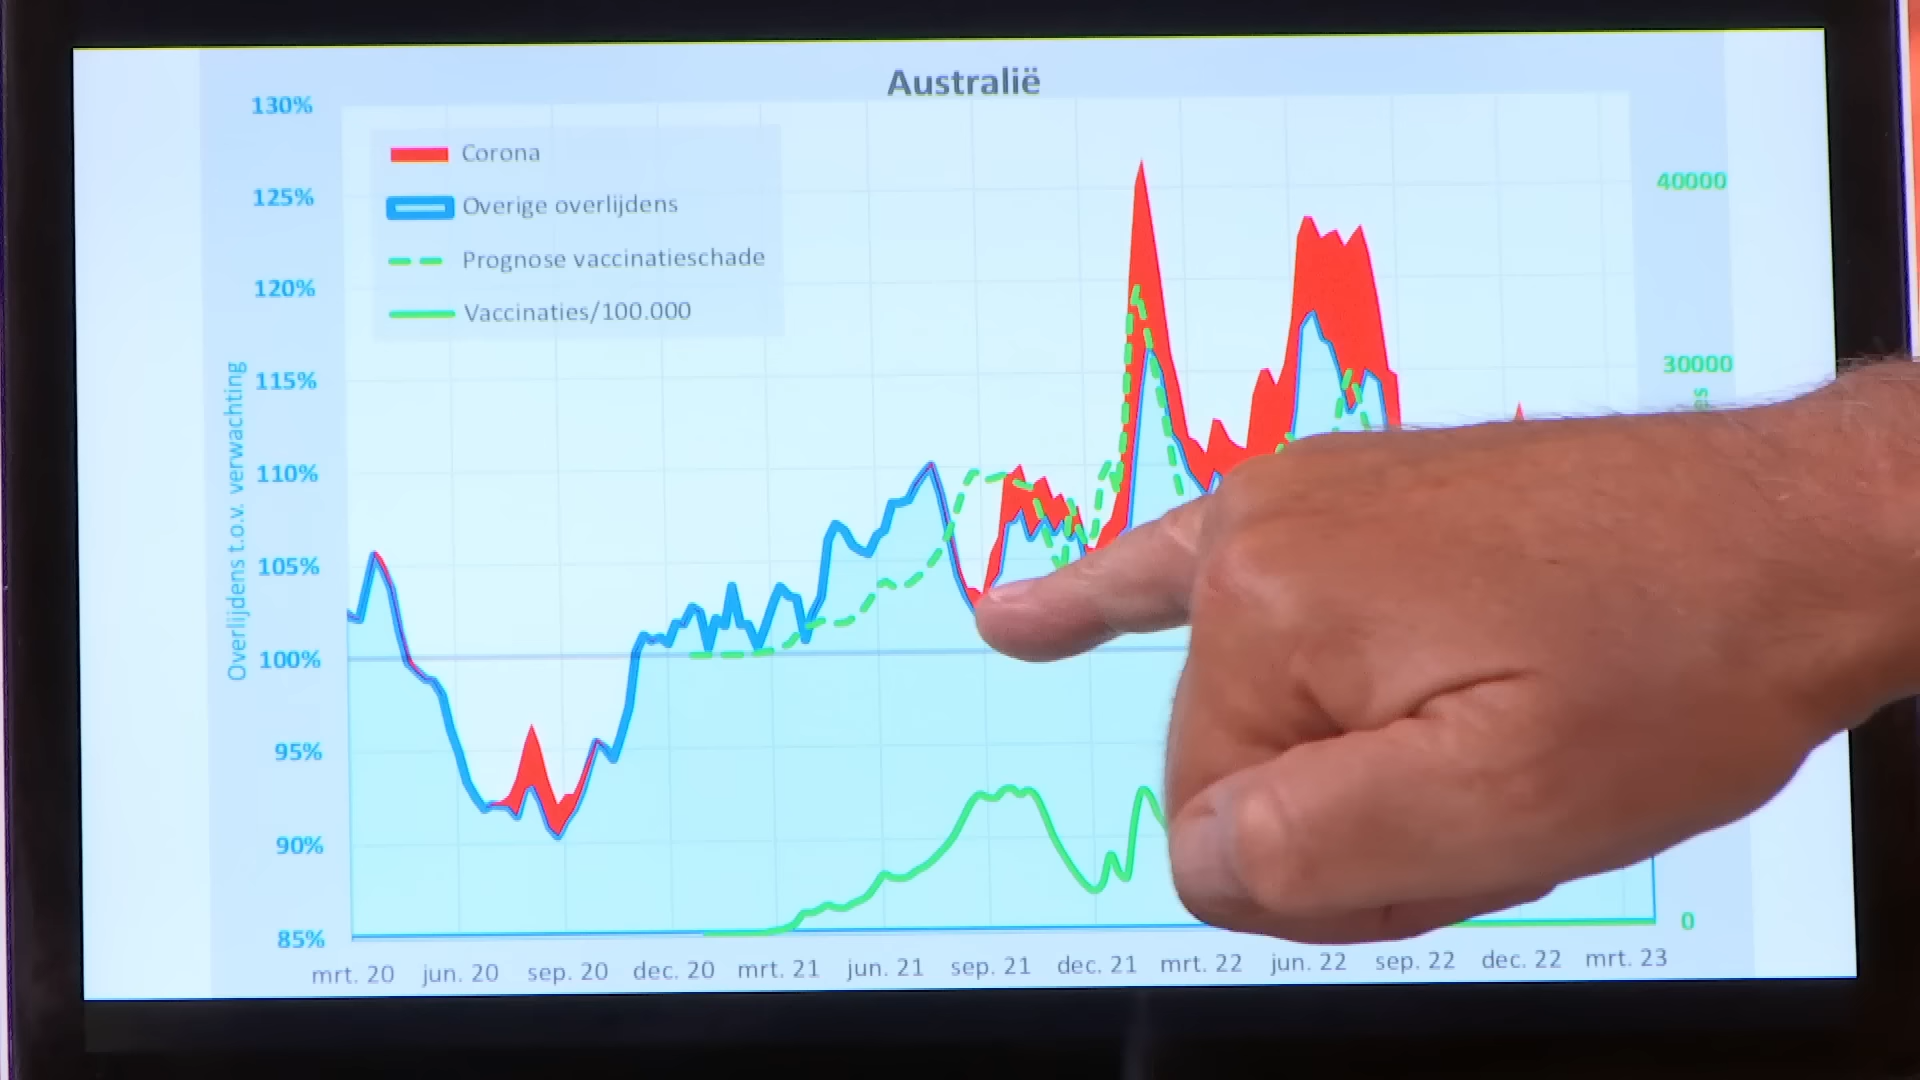 Australië
130%
125%
120%
115%
110%
105%
100%
95%
90%
85%
Overlijdens t.o.v. verwachting
Corona
Overige overlijdens
Prognose vaccinatieschade
Vaccinaties/100.000
40000
30000
0
mrt. 20 jun. 20 sep. 20 dec. 20 mrt. 21 jun. 21 sep. 21 dec. 21 mrt. 22 jun. 22 sep. 22 dec. 22 mrt. 23